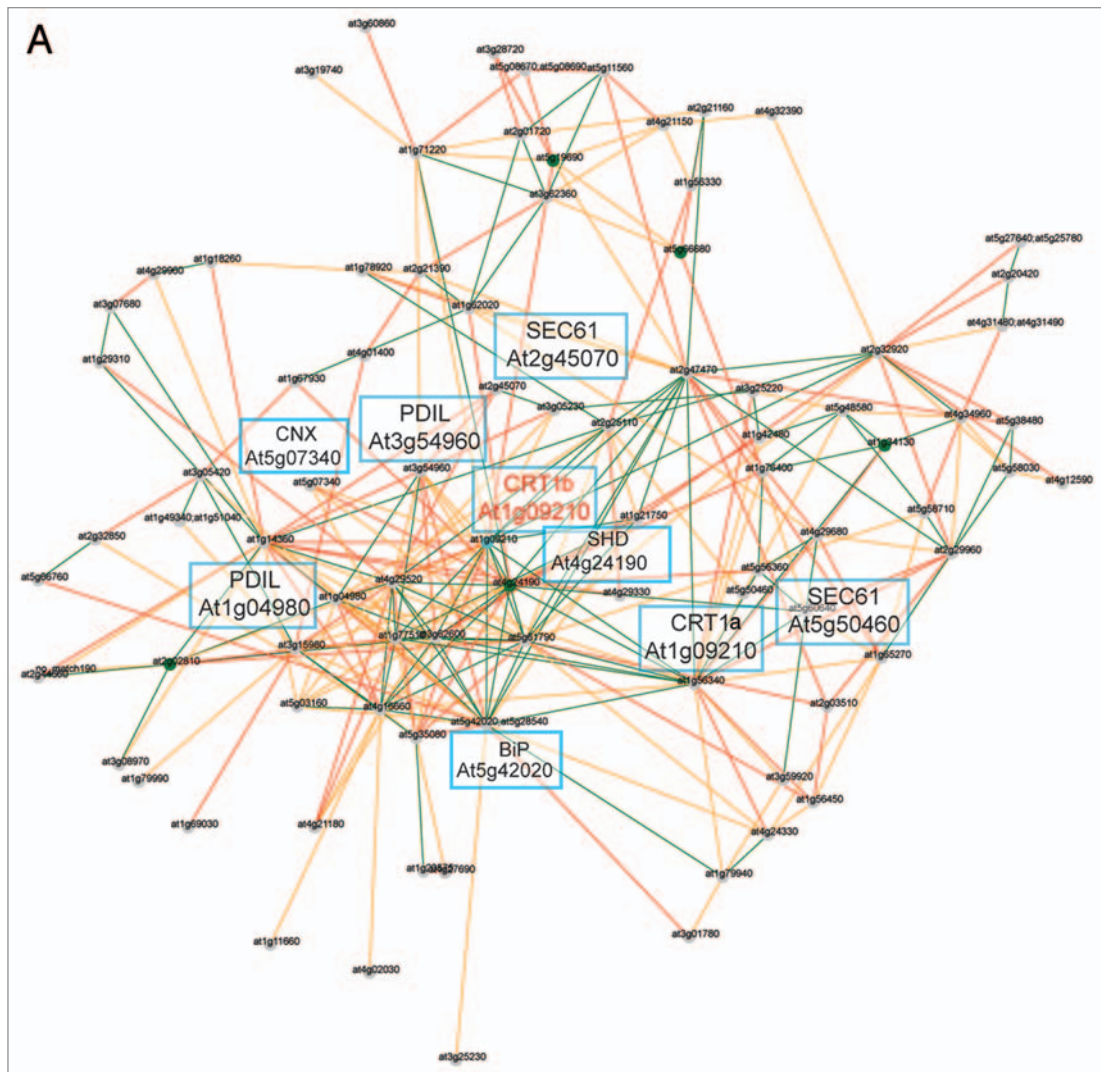 A
at3g60860
at3g28720
at5g08670;at5g08690
at5g11560
at3g19740
at2g21160
at4g32390
at4g21150
at2g01720
at1g71220
at5g19690
at1g56330
at3g62360
at5g66680
at5g27640;at5g25780
at1g18260
at4g29960
at1g78920
at2g21390
at2g20420
at3g07680
at1g62020
at4g31480;at4g31490
SEC61
At2g45070
at2g32920
at1g29310
at4g01400
at2g47470
at1g67930
at2g45070
at3g25220
at3g05230
at2g25110
at5g48580
at4g34960
at5g38480
PDIL
At3g54960
CNX
At5g07340
at1g42480
at1g34130
at3g05420
at3g54960
at1g76400
at5g58030
at5g07340
CRT1b
At1g09210
at4g12590
at1g49340;at1g51040
at1g21750
at5g58710
at2g32850
at1g14360
at1g09210
SHD
At4g24190
at4g29680
at2g29960
at5g66760
at4g29520
at4g24190
at5g56360
PDIL
At1g04980
at1g04980
at4g29330
at5g50460
at5g60640
SEC61
At5g50460
CRT1a
At1g09210
at5g61790
at3g15980
at1g65270
at2g02810
at1g56340
at5g03160
at4g16660
at2g03510
at5g42020;at5g28540
at5g35080
BiP
At5g42020
at3g08970
at1g79990
at3g59920
at1g56450
at1g69030
at4g21180
at4g24330
at1g79940
at3g01780
at1g11660
at4g02030
at3g25230